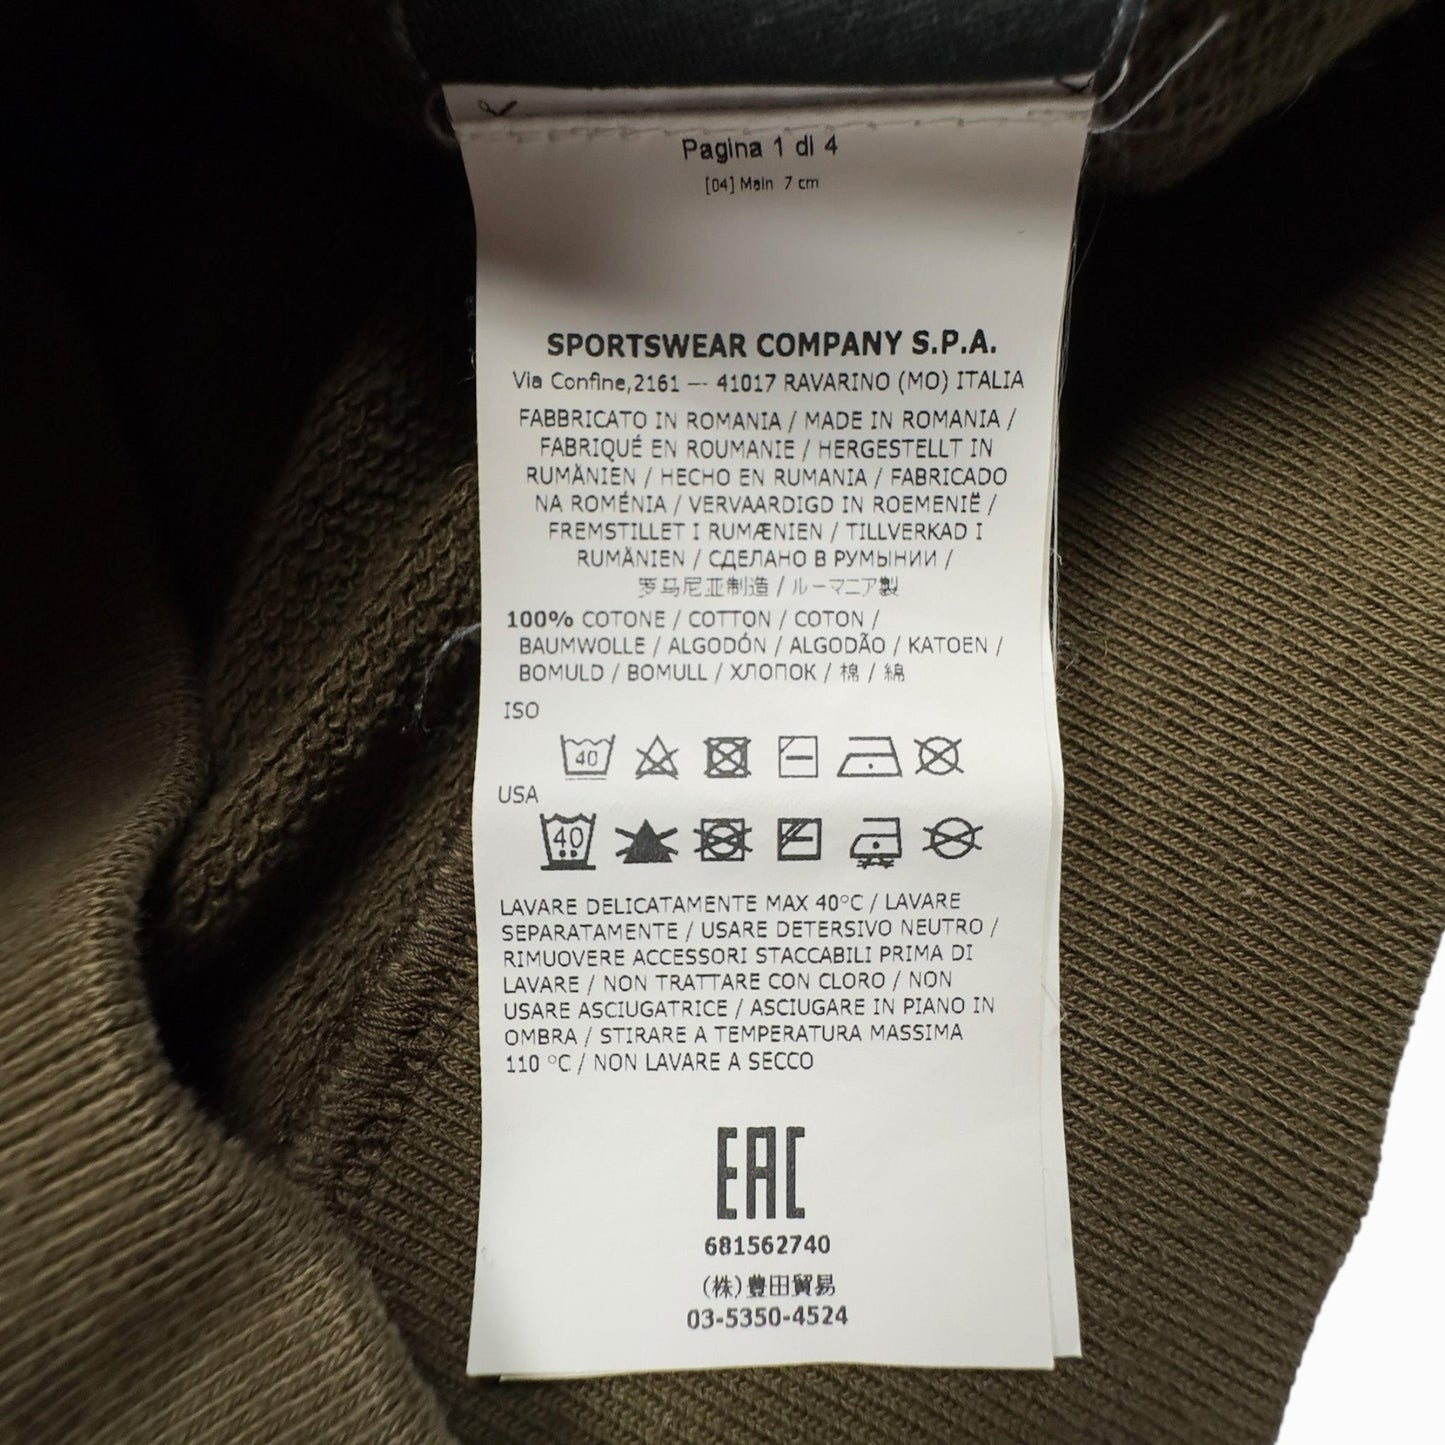 Pagina 1 di 4
[04] Main 7 cm
SPORTSWEAR COMPANY S.P.A.
Via Confine,2161 -- 41017 RAVARINO (MO) ITALIA
FABBRICATO IN ROMANIA / MADE IN ROMANIA /
FABRIQUÉ EN ROUMANIE / HERGESTELLT IN
RUMÄNIEN / HECHO EN RUMANIA / FABRICADO
NA ROMÉNIA / VERVAARDIGD IN ROEMENIË /
FREMSTILLET I RUMÆNIEN / TILLVERKAD I
RUMÄNIEN / СДЕЛАНО В РУМЫНИИ /
罗马尼亚制造 / ルーマニア製
100% COTONE / COTTON / COTON /
BAUMWOLLE / ALGODÓN / ALGODÃO / KATOEN /
BOMULD / BOMULL / ХЛОПОК / 棉 / 綿
ISO
40
USA
40
LAVARE DELICATAMENTE MAX 40°C / LAVARE
SEPARATAMENTE / USARE DETERSIVO NEUTRO /
RIMUOVERE ACCESSORI STACCABILI PRIMA DI
LAVARE / NON TRATTARE CON CLORO / NON
USARE ASCIUGATRICE / ASCIUGARE IN PIANO IN
OMBRA / STIRARE A TEMPERATURA MASSIMA
110 °C / NON LAVARE A SECCO
EAC
681562740
(株)豊田貿易
03-5350-4524